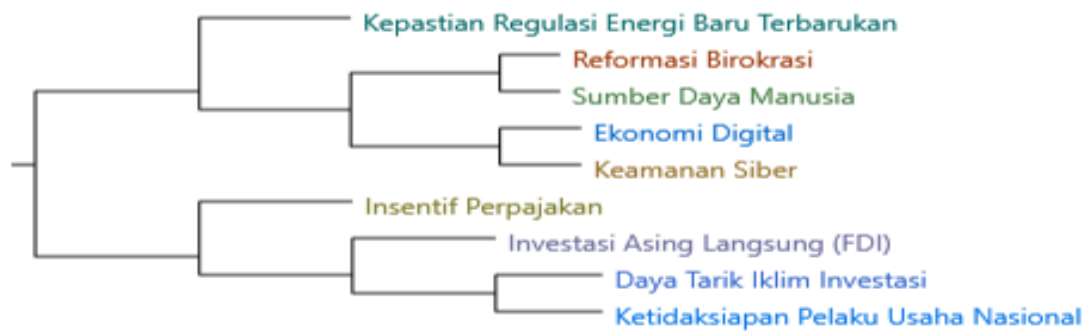 Kepastian Regulasi Energi Baru Terbarukan
Reformasi Birokrasi
Sumber Daya Manusia
Ekonomi Digital
Keamanan Siber
Insentif Perpajakan
Investasi Asing Langsung (FDI)
Daya Tarik Iklim Investasi
Ketidaksiapan Pelaku Usaha Nasional